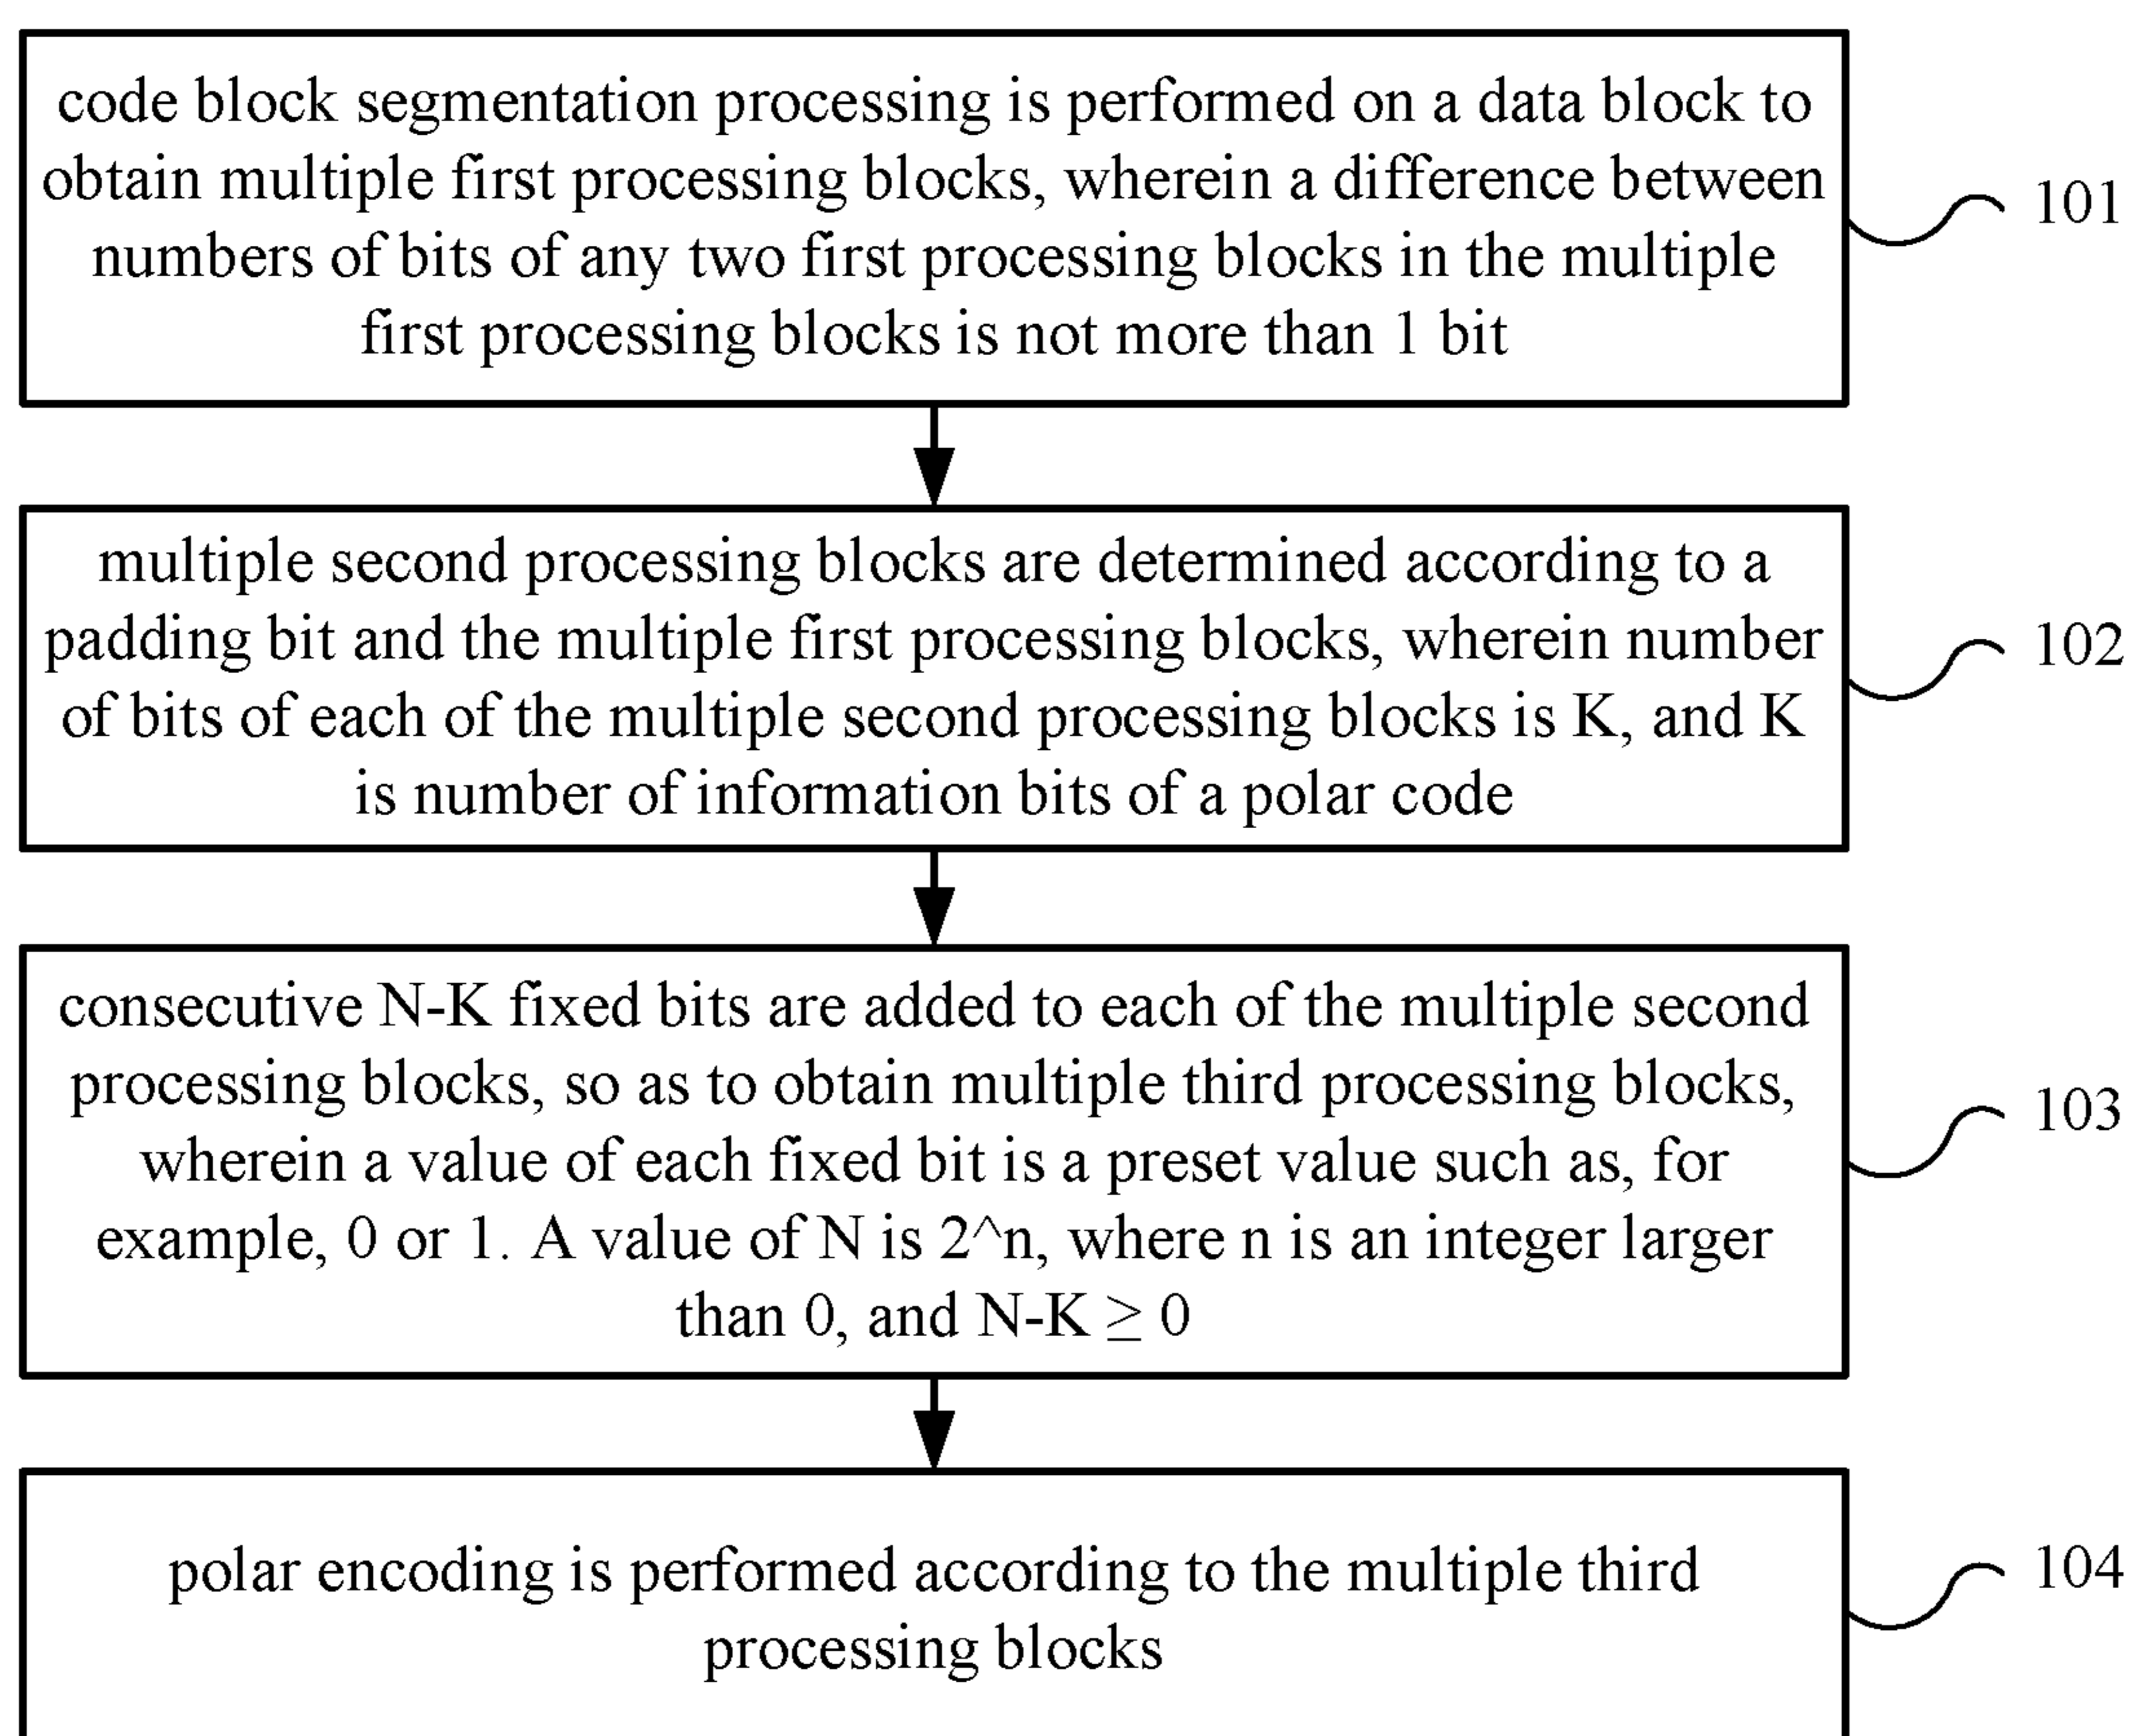 code block segmentation processing is performed on a data block to
obtain multiple first processing blocks, wherein a difference between
numbers of bits of any two first processing blocks in the multiple
first processing blocks is not more than 1 bit
101
multiple second processing blocks are determined according to a
padding bit and the multiple first processing blocks, wherein number
of bits of each of the multiple second processing blocks is K, and K
is number of information bits of a polar code
102
consecutive N-K fixed bits are added to each of the multiple second
processing blocks, so as to obtain multiple third processing blocks,
wherein a value of each fixed bit is a preset value such as, for
example, 0 or 1. A value of N is 2^n, where n is an integer larger
than 0, and N-K ≥ 0
103
polar encoding is performed according to the multiple third
processing blocks
104